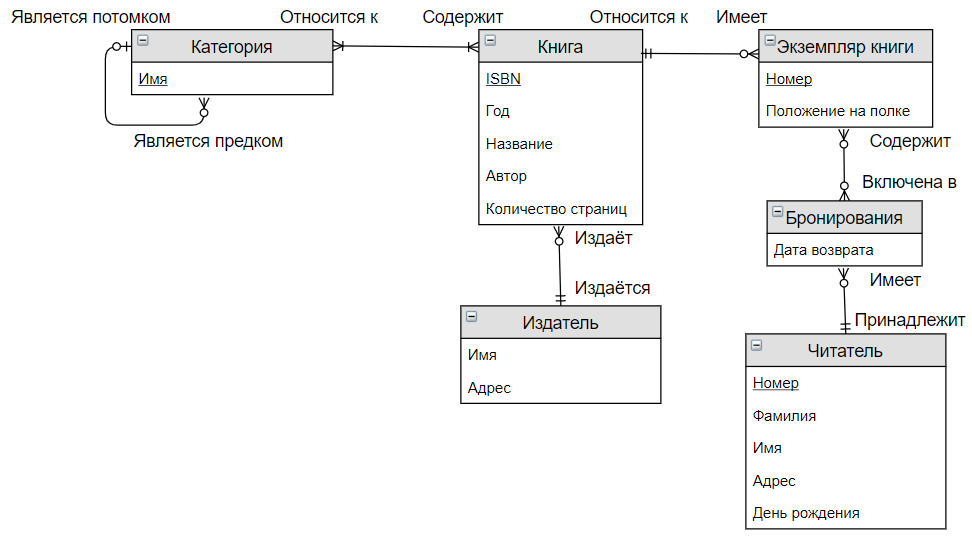 Является потомком
Относится к
Содержит
Относится к
Имеет
Категория
Имя
Является предком
Книга
ISBN
Год
Название
Автор
Количество страниц
Экземпляр книги
Номер
Положение на полке
Содержит
Включена в
Бронирования
Дата возврата
Издаёт
Издаётся
Имеет
Принадлежит
Издатель
Имя
Адрес
Читатель
Номер
Фамилия
Имя
Адрес
День рождения